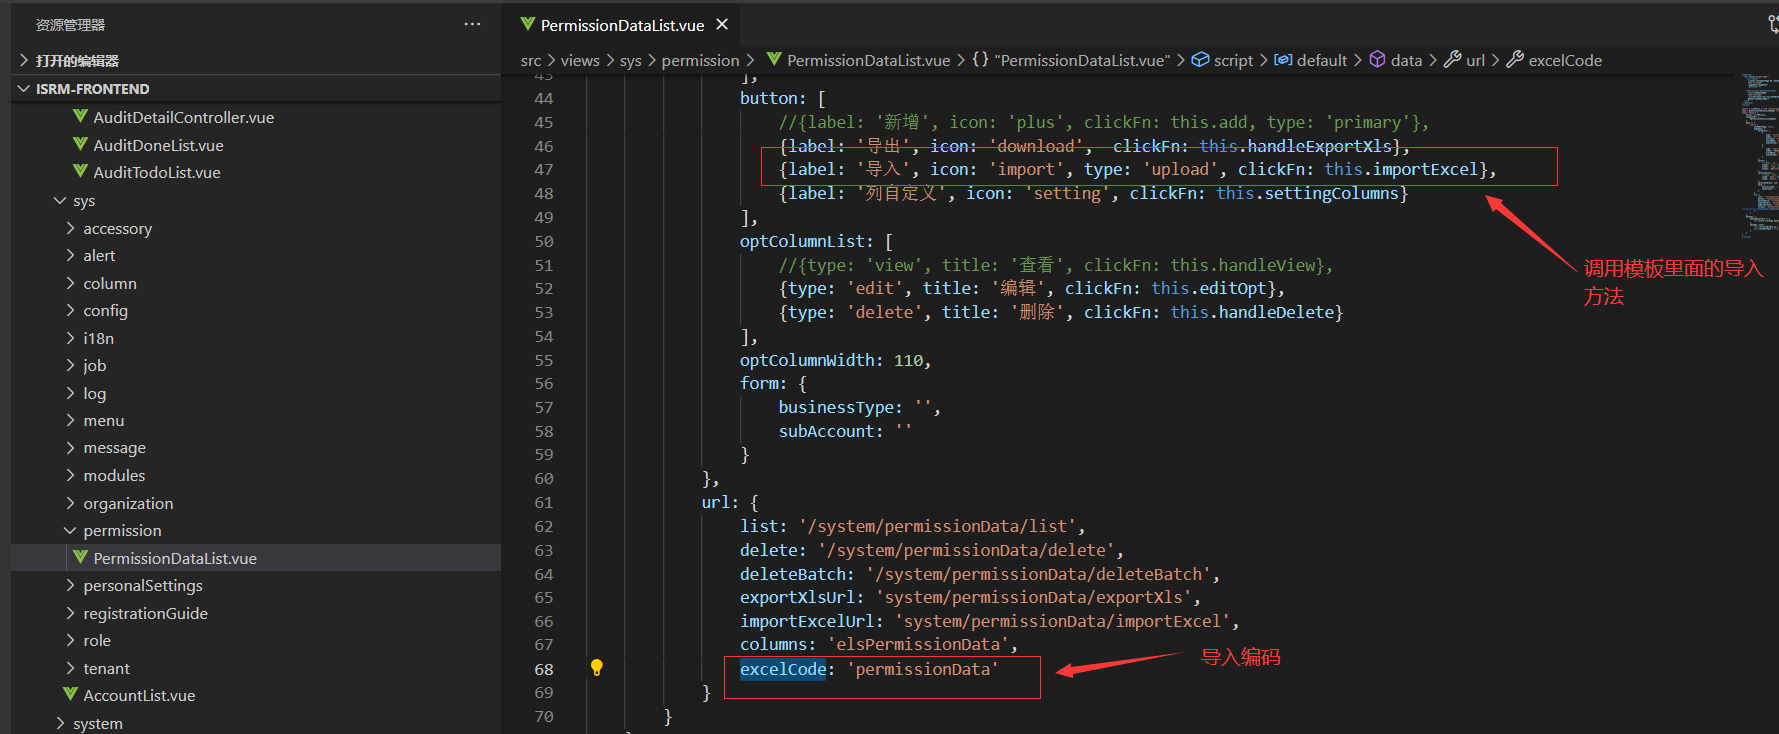 资源管理器
···
打开的编辑器
ISRM-FRONTEND
AuditDetailController.vue
AuditDoneList.vue
AuditTodoList.vue
sys
accessory
alert
column
config
i18n
job
log
menu
message
modules
organization
permission
PermissionDataList.vue
personalSettings
registrationGuide
role
tenant
AccountList.vue
system
PermissionDataList.vue
src > views > sys > permission > PermissionDataList.vue > {} "PermissionDataList.vue" > script > default > data > url > excelCode
43 ],
44 button: [
45 //{label: '新增', icon: 'plus', clickFn: this.add, type: 'primary'},
46 {label: '导出', icon: 'download', clickFn: this.handleExportXls},
47 {label: '导入', icon: 'import', type: 'upload', clickFn: this.importExcel},
48 {label: '列自定义', icon: 'setting', clickFn: this.settingColumns}
49 ],
50 optColumnList: [
51 //{type: 'view', title: '查看', clickFn: this.handleView},
52 {type: 'edit', title: '编辑', clickFn: this.editOpt},
53 {type: 'delete', title: '删除', clickFn: this.handleDelete}
54 ],
55 optColumnWidth: 110,
56 form: {
57 businessType: '',
58 subAccount: ''
59 }
60 },
61 url: {
62 list: '/system/permissionData/list',
63 delete: '/system/permissionData/delete',
64 deleteBatch: '/system/permissionData/deleteBatch',
65 exportXlsUrl: 'system/permissionData/exportXls',
66 importExcelUrl: 'system/permissionData/importExcel',
67 columns: 'elsPermissionData',
68 excelCode: 'permissionData'
69 }
70 }
调用模板里面的导入
方法
导入编码